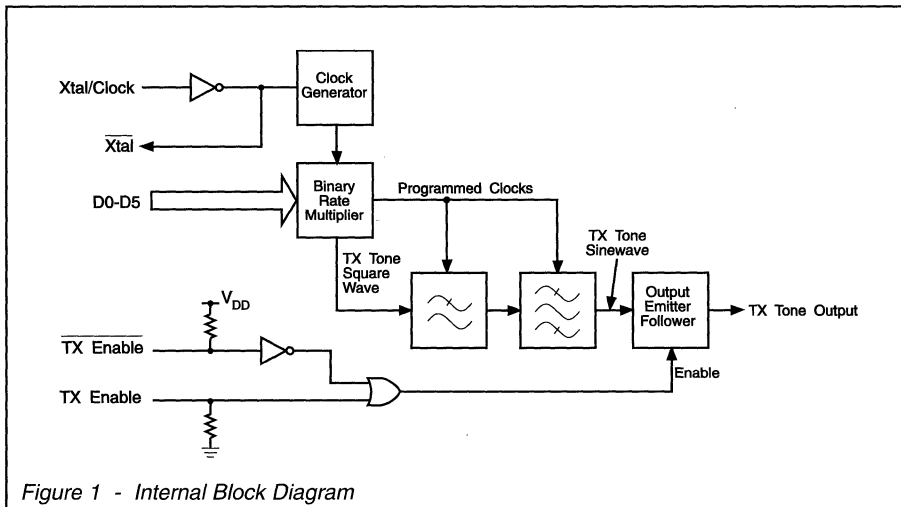 Xtal/Clock
Clock
Generator
Xtal
D0-D5
Binary
Rate
Multiplier
Programmed Clocks
TX Tone
Square
Wave
TX Tone
Sinewave
Output
Emitter
Follower
TX Tone Output
VDD
TX Enable
TX Enable
Enable
Figure 1 - Internal Block Diagram